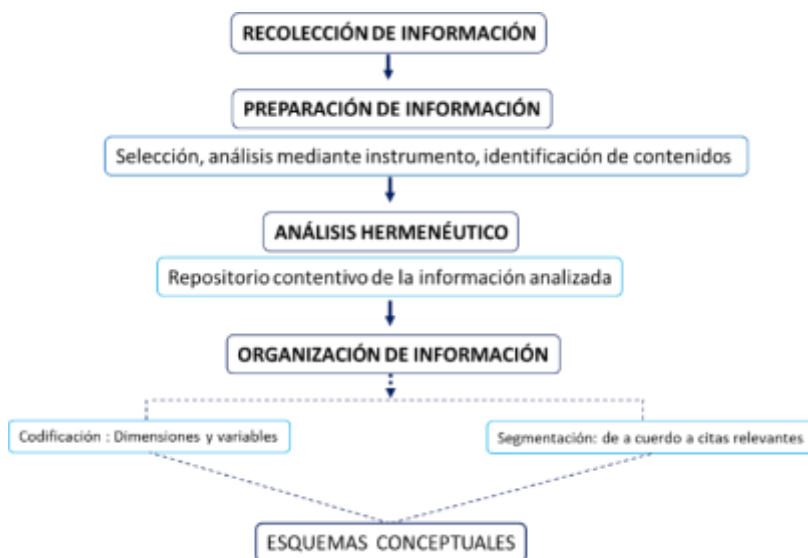 RECOLECCIÓN DE INFORMACIÓN
PREPARACIÓN DE INFORMACIÓN
Selección, análisis mediante instrumento, identificación de contenidos
ANÁLISIS HERMENÉUTICO
Repositorio contentivo de la información analizada
ORGANIZACIÓN DE INFORMACIÓN
Codificación : Dimensiones y variables
Segmentación: de a cuerdo a citas relevantes
ESQUEMAS CONCEPTUALES